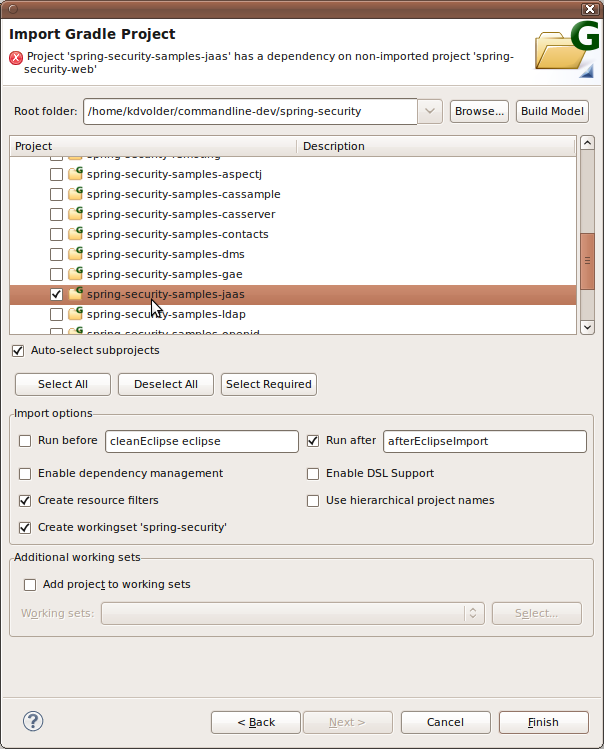 Import Gradle Project
Project 'spring-security-samples-jaas' has a dependency on non-imported project 'spring-
security-web'
G
Root folder: /home/kdvolder/commandline-dev/spring-security Browse... Build Model
Project Description
spring-security-remoting
spring-security-samples-aspectj
spring-security-samples-cassample
spring-security-samples-casserver
spring-security-samples-contacts
spring-security-samples-dms
spring-security-samples-gae
spring-security-samples-jaas
spring-security-samples-ldap
spring-security-samples-openid
Auto-select subprojects
Select All Deselect All Select Required
Import options
Run before cleanEclipse eclipse Run after afterEclipseImport
Enable dependency management Enable DSL Support
Create resource filters Use hierarchical project names
Create workingset 'spring-security'
Additional working sets
Add project to working sets
Working sets: Select...
? < Back Next > Cancel Finish